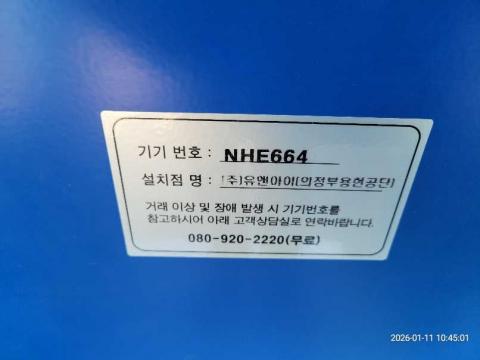 기기 번호 : NHE664
설치점 명 : (주)유앤아이(의정부용현공단)
거래 이상 및 장애 발생 시 기기번호를
참고하시어 아래 고객상담실로 연락바랍니다.
080-920-2220(무료)
2026-01-11 10:45:01